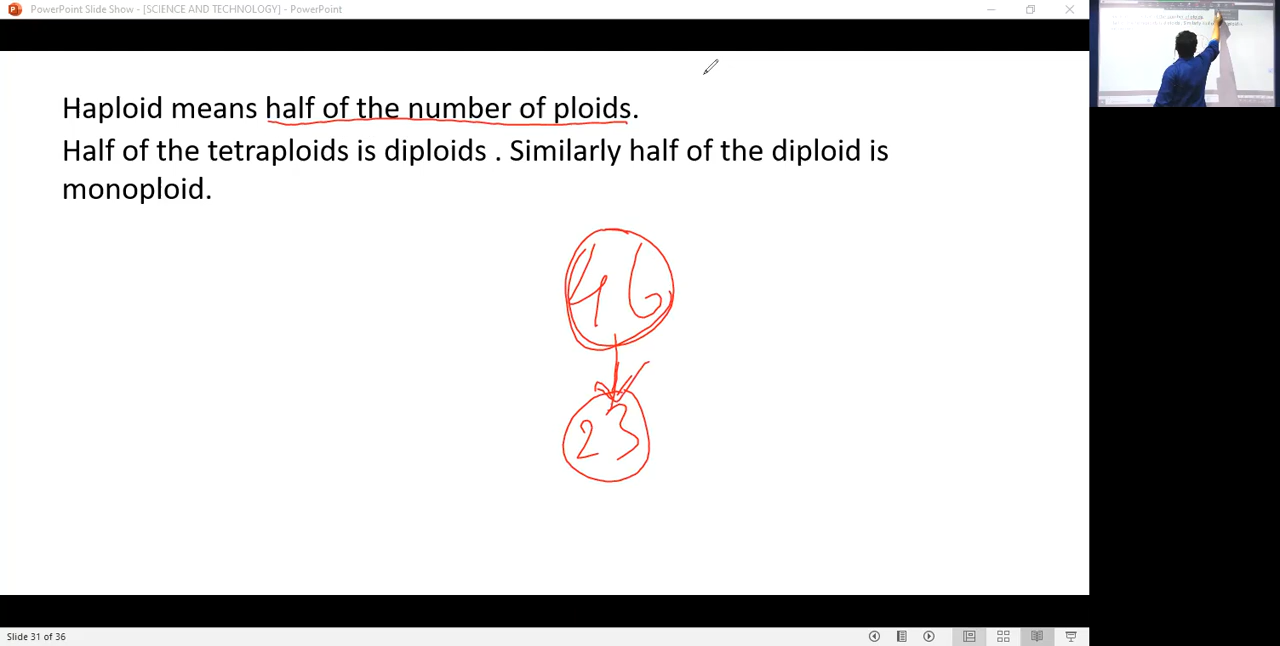 PowerPoint Slide Show - [SCIENCE AND TECHNOLOGY] - PowerPoint
Haploid means half of the number of ploids.
Half of the tetraploids is diploids . Similarly half of the diploid is
monoploid.
46
23
Slide 31 of 36